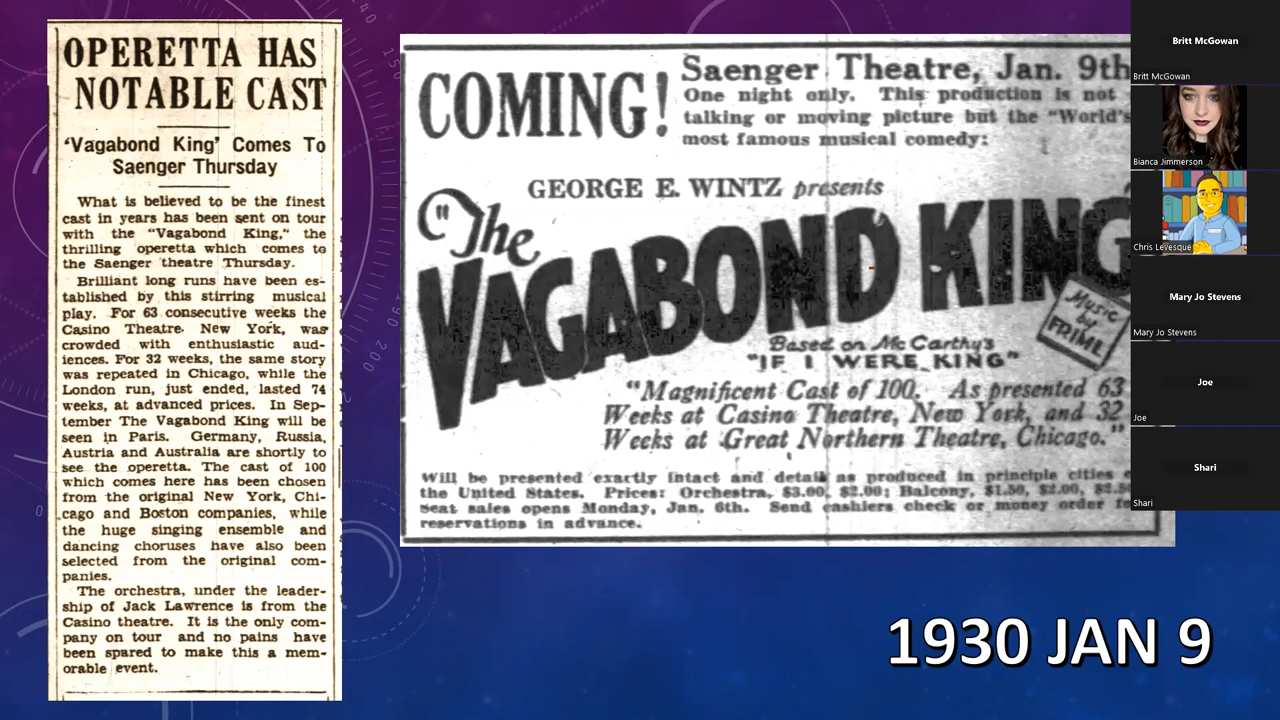 OPERETTA HAS
NOTABLE CAST
'Vagabond King' Comes To
Saenger Thursday
What is believed to be the finest
cast in years has been sent on tour
with the "Vagabond King," the
thrilling operetta which comes to
the Saenger theatre Thursday.
Brilliant long runs have been es-
tablished by this stirring musical
play. For 63 consecutive weeks the
Casino Theatre, New York, was
crowded with enthusiastic aud-
iences. For 32 weeks, the same story
was repeated in Chicago, while the
London run, just ended, lasted 74
weeks, at advanced prices. In Sep-
tember The Vagabond King will be
seen in Paris. Germany, Russia,
Austria and Australia are shortly to
see the operetta. The cast of 100
which comes here has been chosen
from the original New York, Chi-
cago and Boston companies, while
the huge singing ensemble and
dancing choruses have also been
selected from the original com-
panies.
The orchestra, under the leader-
ship of Jack Lawrence is from the
Casino theatre. It is the only com-
pany on tour and no pains have
been spared to make this a mem-
orable event.
COMING!
Saenger Theatre, Jan. 9th
One night only. This production is not
talking or moving picture but the "World's
most famous musical comedy:
GEORGE E. WINTZ presents
"The
VAGABOND KING
Music
by
FRIML
Based on McCarthy's
"IF I WERE KING"
"Magnificent Cast of 100. As presented 63
Weeks at Casino Theatre, New York, and 32
Weeks at Great Northern Theatre, Chicago."
Will be presented exactly intact and detail as produced in principle cities
the United States. Prices: Orchestra, $3.00, $2.00; Balcony, $1.50, $2.00,
seat sales opens Monday, Jan. 6th. Send cashiers check or money order
reservations in advance.
1930 JAN 9
Britt McGowan
Britt McGowan
Bianca Jimmerson
Chris LeVesque
Mary Jo Stevens
Mary Jo Stevens
Joe
Joe
Shari
Shari